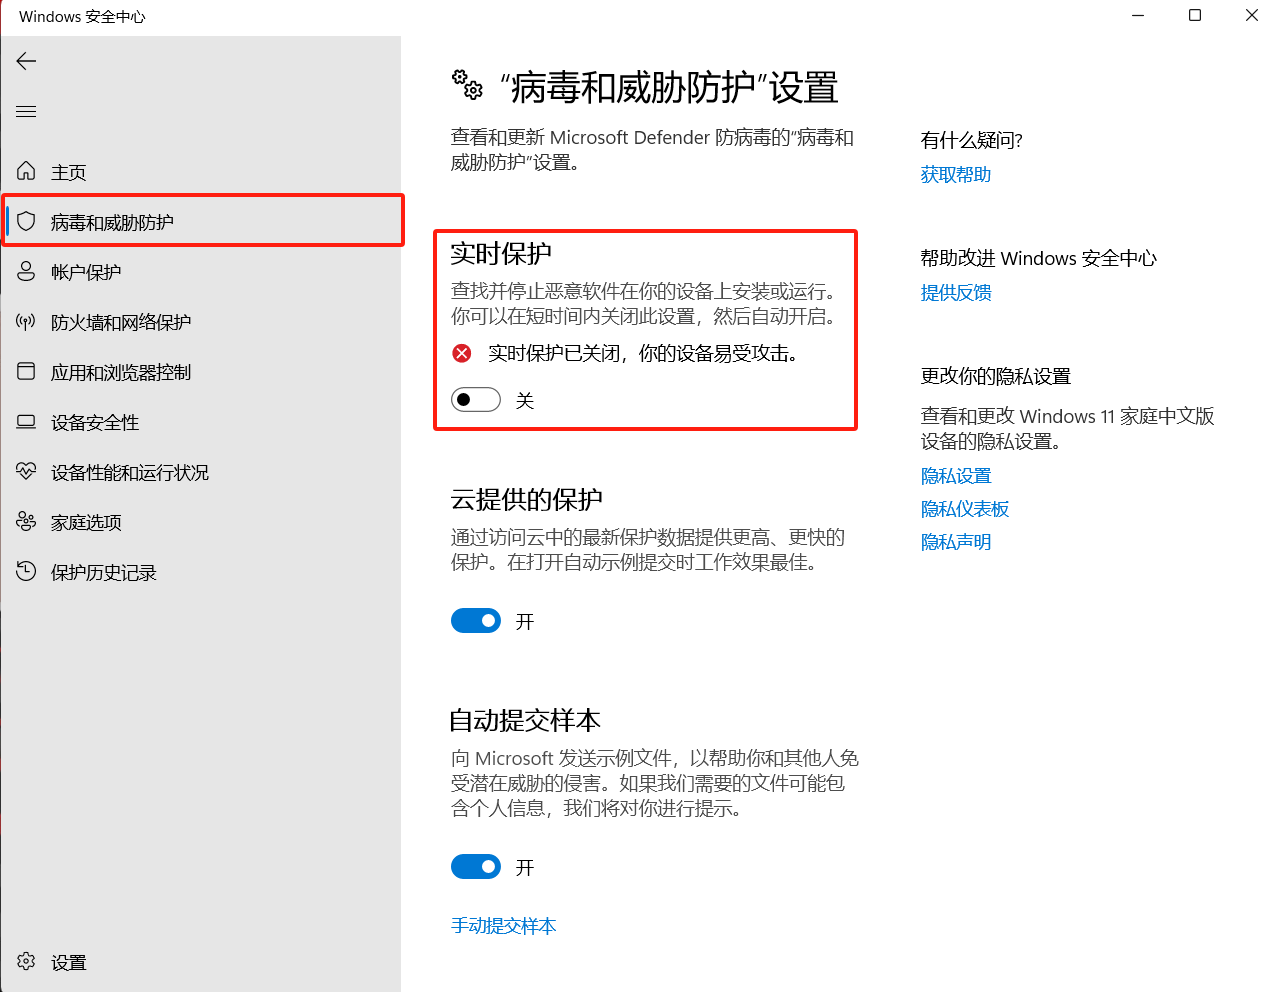 Windows 安全中心
主页
病毒和威胁防护
帐户保护
防火墙和网络保护
应用和浏览器控制
设备安全性
设备性能和运行状况
家庭选项
保护历史记录
设置
“病毒和威胁防护”设置
查看和更新 Microsoft Defender 防病毒的“病毒和
威胁防护”设置。
实时保护
查找并停止恶意软件在你的设备上安装或运行。
你可以在短时间内关闭此设置，然后自动开启。
实时保护已关闭，你的设备易受攻击。
关
云提供的保护
通过访问云中的最新保护数据提供更高、更快的
保护。在打开自动示例提交时工作效果最佳。
开
自动提交样本
向 Microsoft 发送示例文件，以帮助你和其他人免
受潜在威胁的侵害。如果我们需要的文件可能包
含个人信息，我们将对你进行提示。
开
手动提交样本
有什么疑问?
获取帮助
帮助改进 Windows 安全中心
提供反馈
更改你的隐私设置
查看和更改 Windows 11 家庭中文版
设备的隐私设置。
隐私设置
隐私仪表板
隐私声明